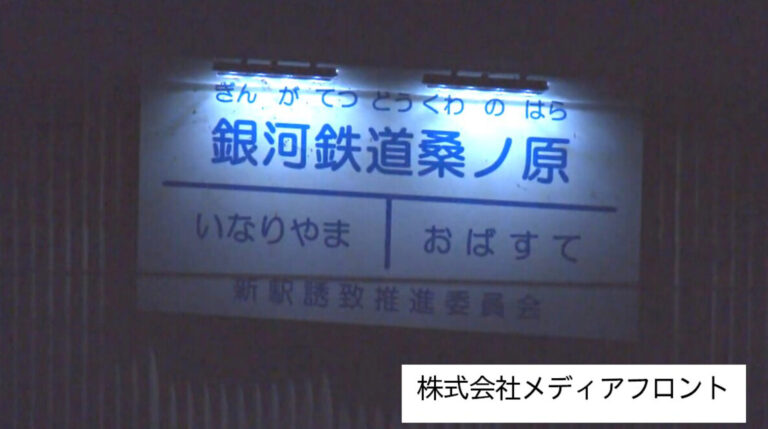 ぎんがてつどうくわのはら
銀河鉄道桑ノ原
いなりやま おばすて
新駅誘致推進委員会
株式会社メディアフロント